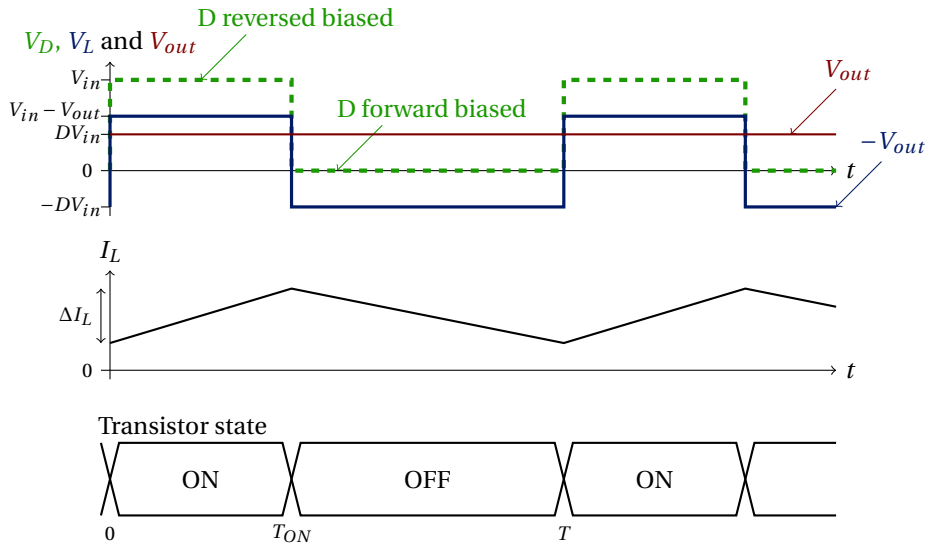 D reversed biased
V_D, V_L and V_out
V_in
V_out
V_in − V_out
D forward biased
DV_in
−V_out
0
t
−DV_in
I_L
ΔI_L
0
t
Transistor state
ON OFF ON
0 T_ON T